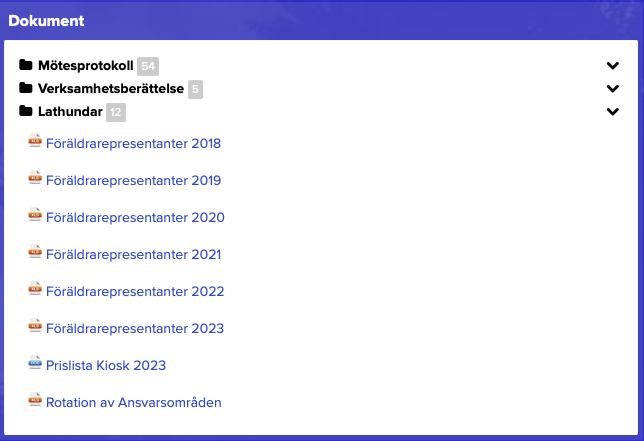 Dokument
Mötesprotokoll 54
Verksamhetsberättelse 5
Lathundar 12
Föräldrarepresentanter 2018
Föräldrarepresentanter 2019
Föräldrarepresentanter 2020
Föräldrarepresentanter 2021
Föräldrarepresentanter 2022
Föräldrarepresentanter 2023
Prislista Kiosk 2023
Rotation av Ansvarsområden